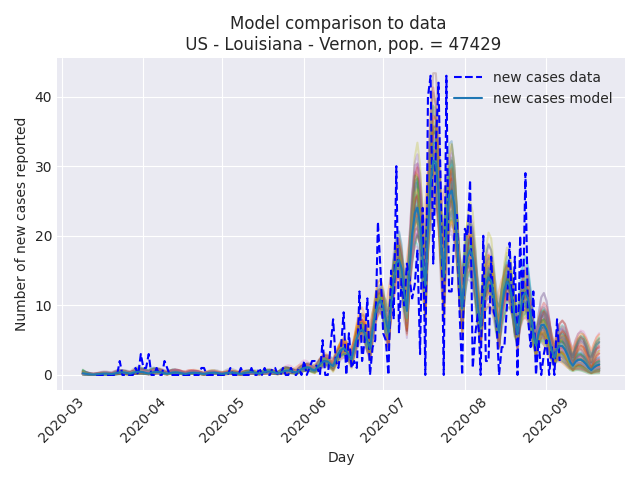 Model comparison to data
US - Louisiana - Vernon, pop. = 47429
new cases data
new cases model
Number of new cases reported
40
30
20
10
0
2020-03
2020-04
2020-05
2020-06
2020-07
2020-08
2020-09
Day